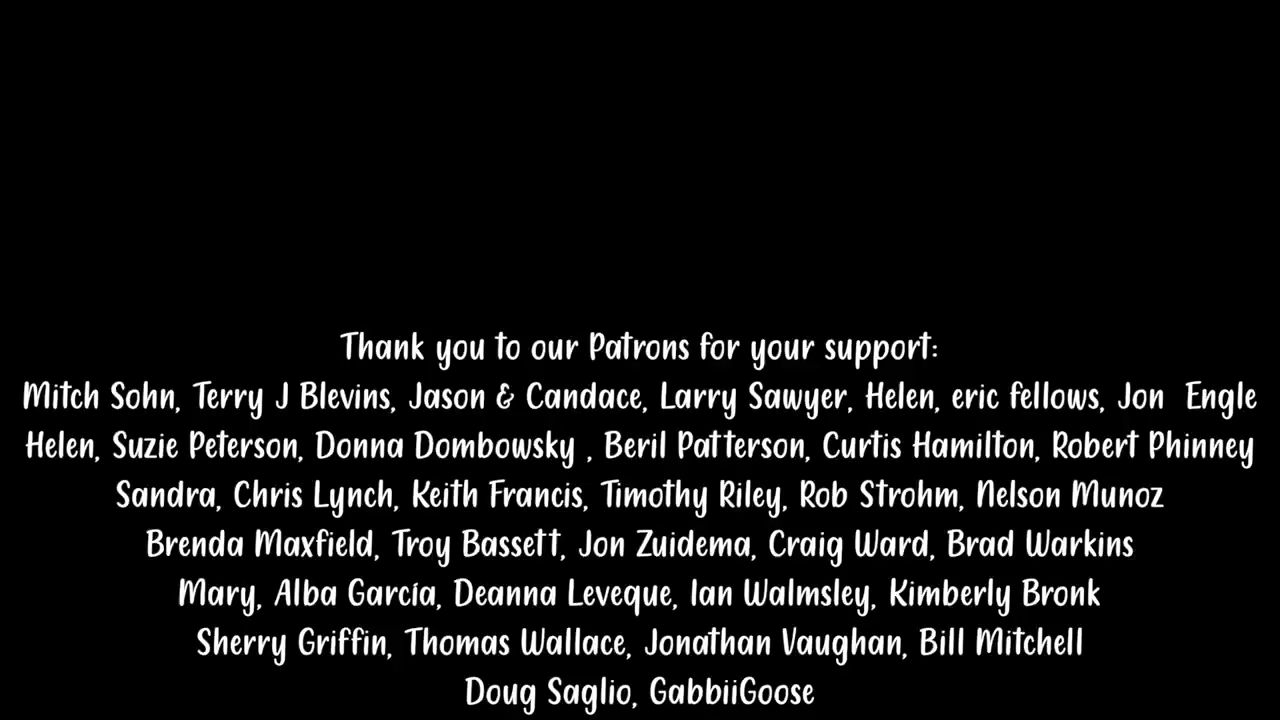 Thank you to our Patrons for your support:
Mitch Sohn, Terry J Blevins, Jason & Candace, Larry Sawyer, Helen, eric fellows, Jon  Engle
Helen, Suzie Peterson, Donna Dombowsky , Beril Patterson, Curtis Hamilton, Robert Phinney
Sandra, Chris Lynch, Keith Francis, Timothy Riley, Rob Strohm, Nelson Munoz
Brenda Maxfield, Troy Bassett, Jon Zuidema, Craig Ward, Brad Warkins
Mary, Alba García, Deanna Leveque, Ian Walmsley, Kimberly Bronk
Sherry Griffin, Thomas Wallace, Jonathan Vaughan, Bill Mitchell
Doug Saglio, GabbiiGoose